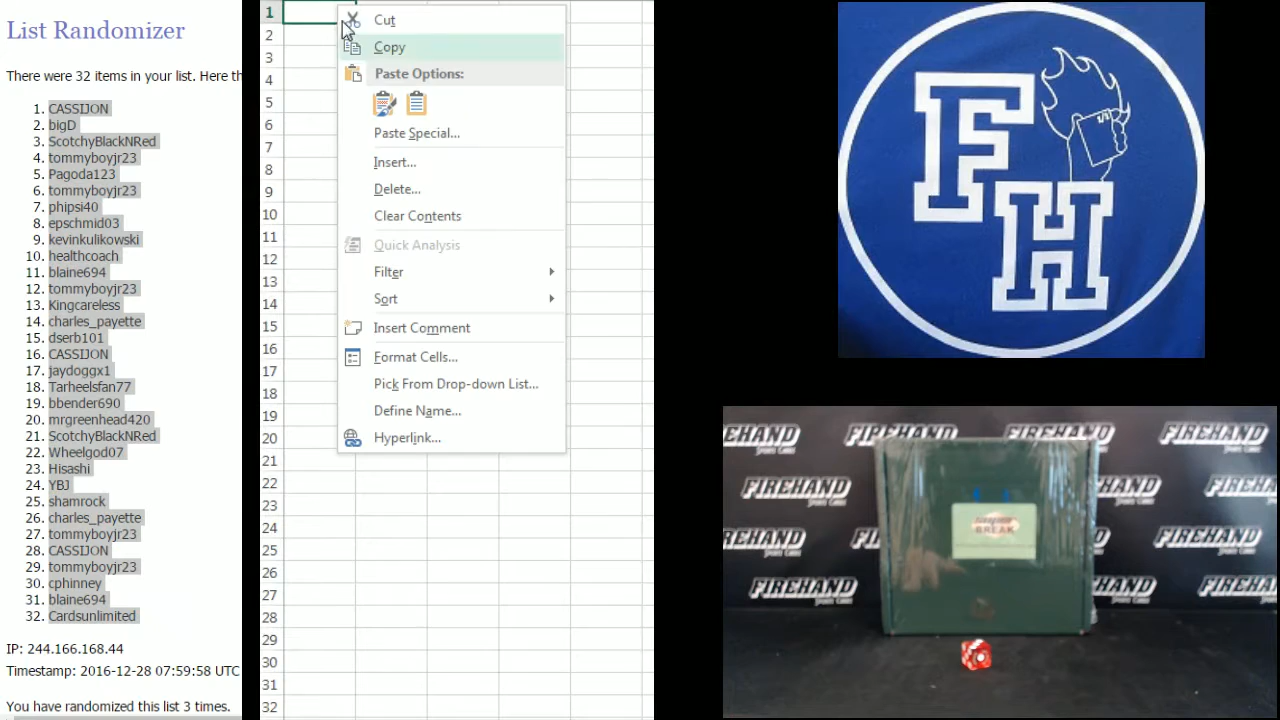 List Randomizer
There were 32 items in your list. Here th
1. CASSIJON
2. bigD
3. ScotchyBlackNRed
4. tommyboyjr23
5. Pagoda123
6. tommyboyjr23
7. phipsi40
8. epschmid03
9. kevinkulikowski
10. healthcoach
11. blaine694
12. tommyboyjr23
13. Kingcareless
14. charles_payette
15. dserb101
16. CASSIJON
17. jaydoggx1
18. Tarheelsfan77
19. bbender690
20. mrgreenhead420
21. ScotchyBlackNRed
22. Wheelgod07
23. Hisashi
24. YBJ
25. shamrock
26. charles_payette
27. tommyboyjr23
28. CASSIJON
29. tommyboyjr23
30. cphinney
31. blaine694
32. Cardsunlimited
IP: 244.166.168.44
Timestamp: 2016-12-28 07:59:58 UTC
You have randomized this list 3 times.
1
2
3
4
5
6
7
8
9
10
11
12
13
14
15
16
17
18
19
20
21
22
23
24
25
26
27
28
29
30
31
32
Cut
Copy
Paste Options:
Paste Special...
Insert...
Delete...
Clear Contents
Quick Analysis
Filter
Sort
Insert Comment
Format Cells...
Pick From Drop-down List...
Define Name...
Hyperlink...
F
H
1/1
FIREHAND
FIREHAND
FIREHAND
FIREHAND
FIREHAND
FIREHAND
FIREHAND
FIREHAND
FIREHAND
super
BREAK